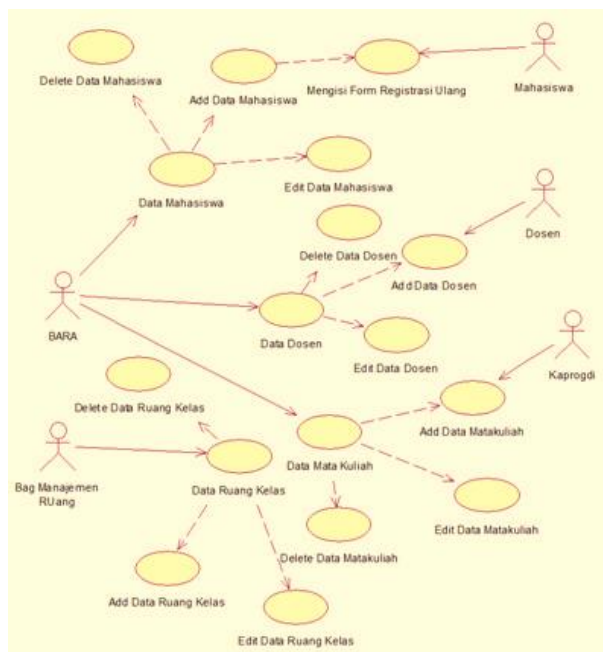 Delete Data Mahasiswa
Add Data Mahasiswa
Mengisi Form Registrasi Ulang
Mahasiswa
Data Mahasiswa
Edit Data Mahasiswa
Delete Data Dosen
Dosen
Add Data Dosen
BARA
Data Dosen
Edit Data Dosen
Kaprogdi
Delete Data Ruang Kelas
Add Data Matakuliah
Bag Manajemen
RUang
Data Ruang Kelas
Data Mata Kuliah
Edit Data Matakuliah
Delete Data Matakuliah
Add Data Ruang Kelas
Edit Data Ruang Kelas